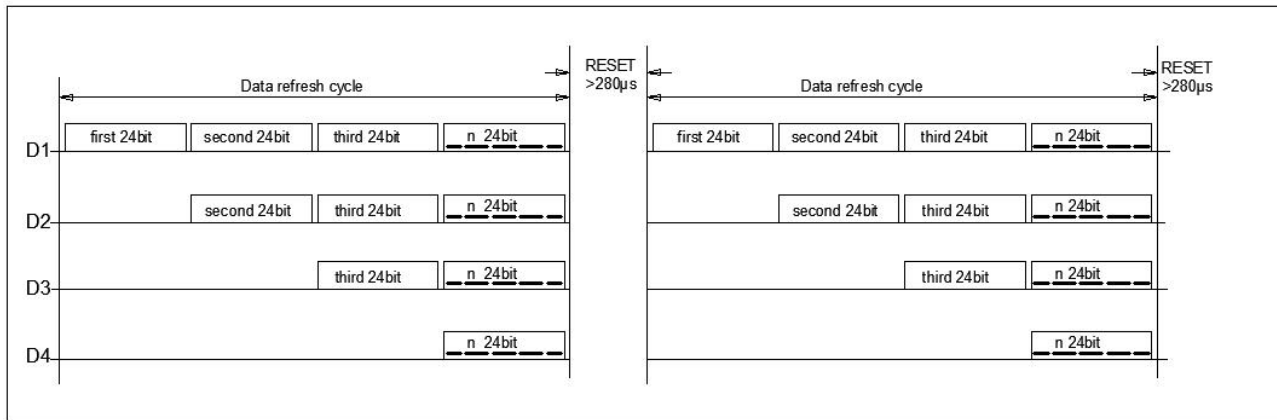 RESET
>280μs
RESET
>280μs
Data refresh cycle
Data refresh cycle
D1 first 24bit second 24bit third 24bit n 24bit first 24bit second 24bit third 24bit n 24bit
D2 second 24bit third 24bit n 24bit second 24bit third 24bit n 24bit
D3 third 24bit n 24bit third 24bit n 24bit
D4 n 24bit n 24bit